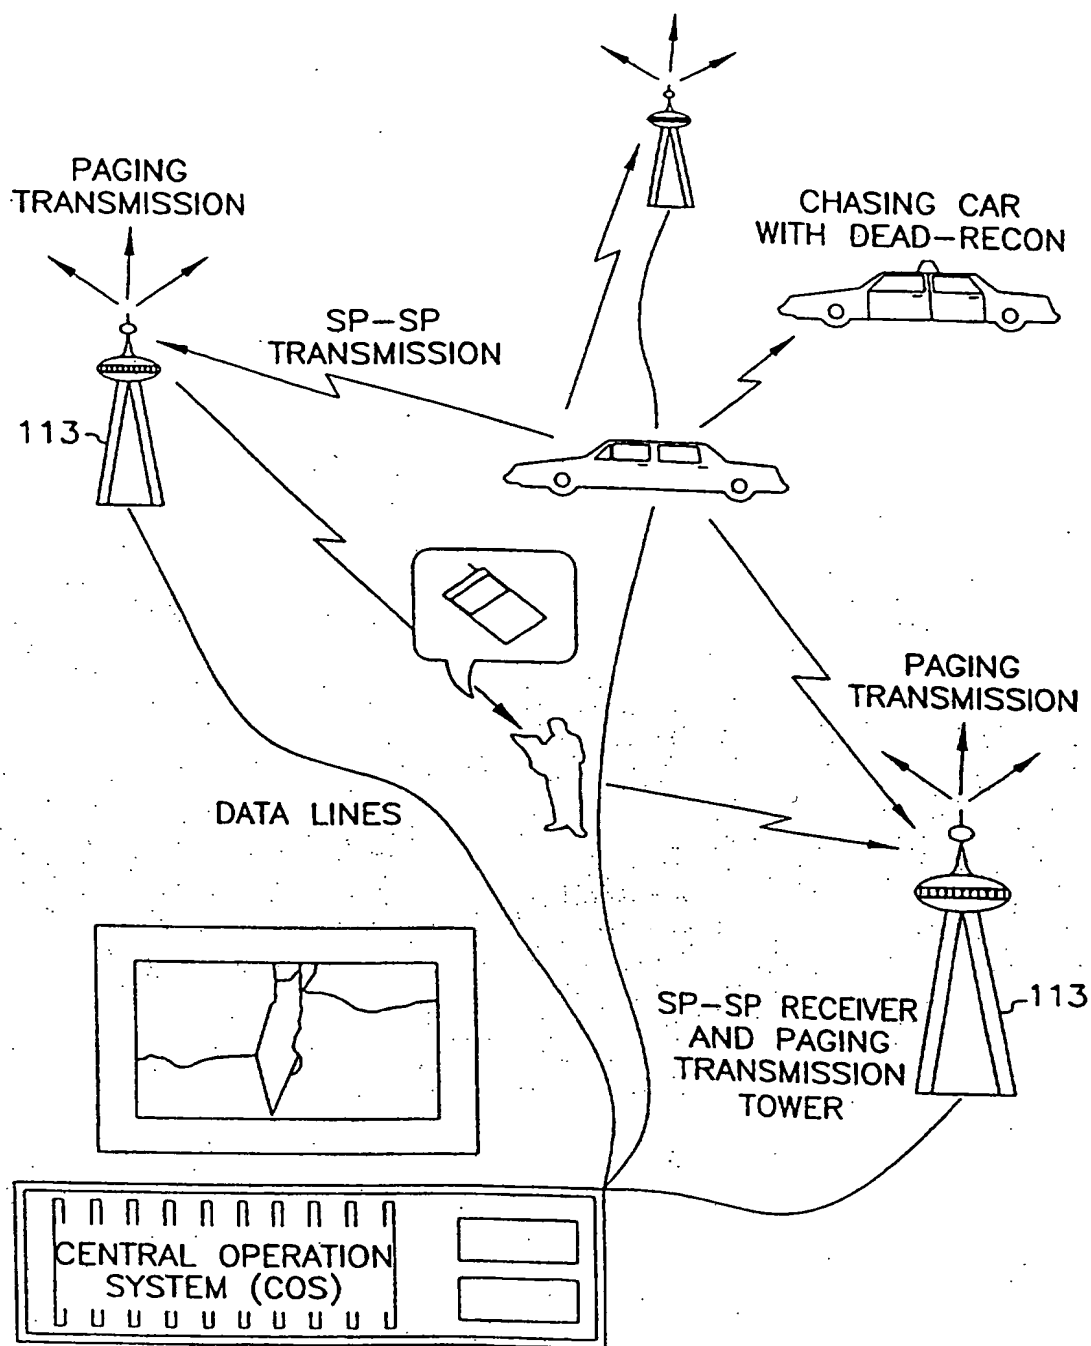 PAGING
TRANSMISSION
CHASING CAR
WITH DEAD-RECON
SP-SP
TRANSMISSION
113
PAGING
TRANSMISSION
DATA LINES
SP-SP RECEIVER
AND PAGING
TRANSMISSION
TOWER
113
CENTRAL OPERATION
SYSTEM (COS)